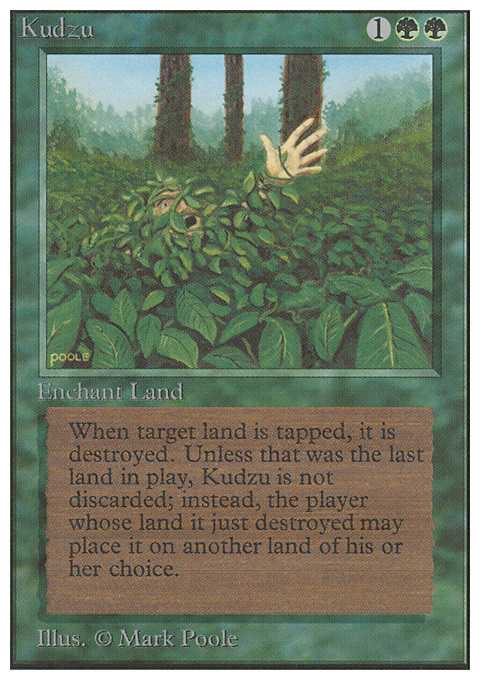 Kudzu 1
POOLE
Enchant Land
When target land is tapped, it is
destroyed. Unless that was the last
land in play, Kudzu is not
discarded; instead, the player
whose land it just destroyed may
place it on another land of his or
her choice.
Illus. © Mark Poole